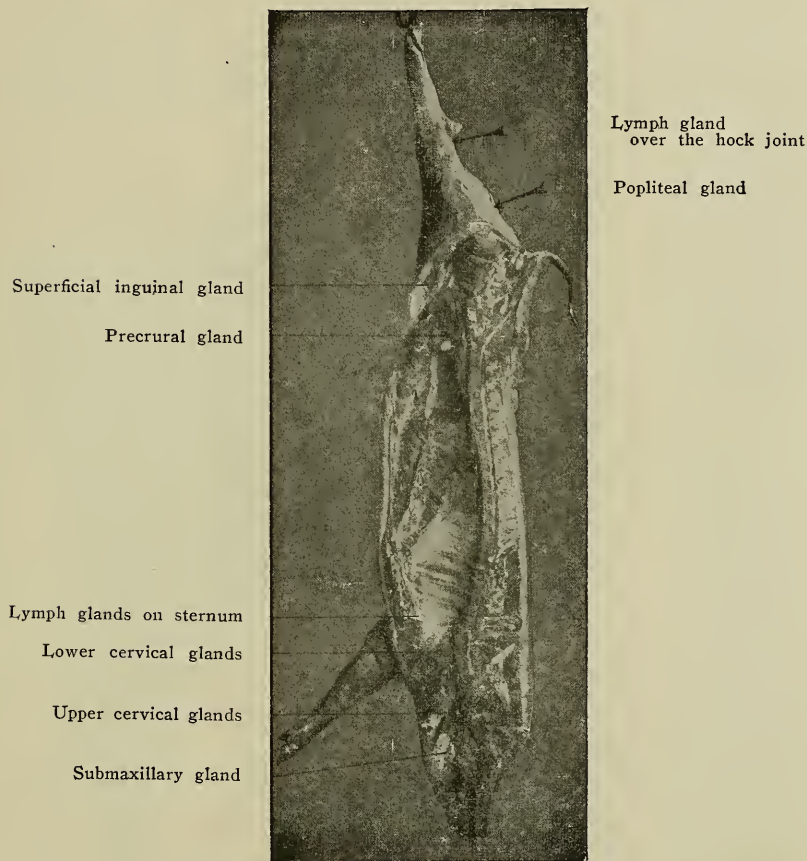 Lymph gland
over the hock joint
Popliteal gland
Superficial inguinal gland
Precrural gland
Lymph glands on sternum
Lower cervical glands
Upper cervical glands
Submaxillary gland